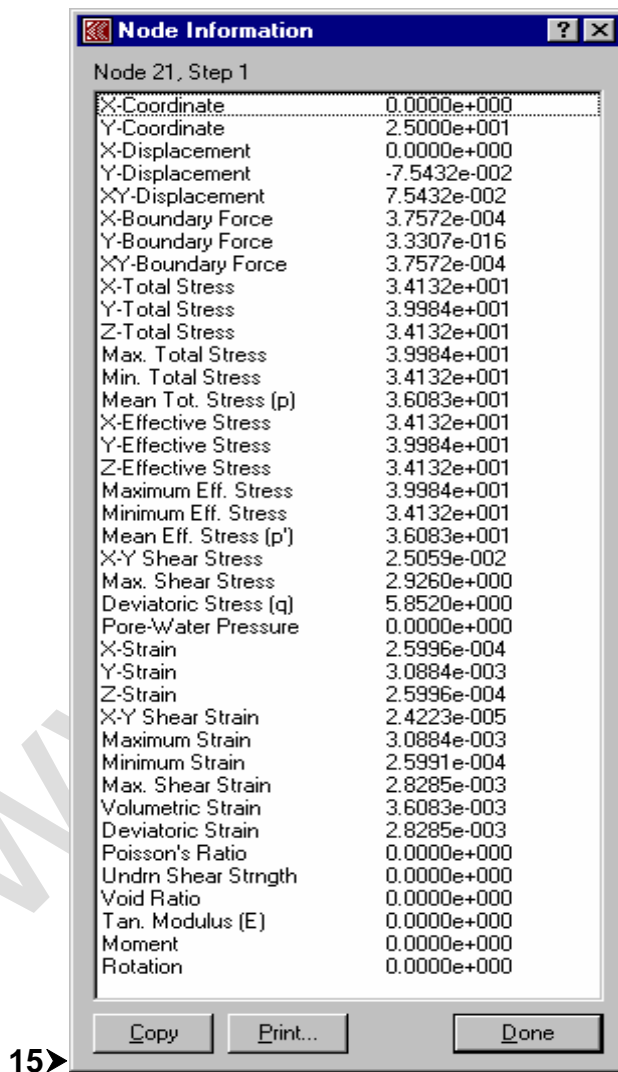 Node Information
Node 21, Step 1
X-Coordinate 0.0000e+000
Y-Coordinate 2.5000e+001
X-Displacement 0.0000e+000
Y-Displacement -7.5432e-002
XY-Displacement 7.5432e-002
X-Boundary Force 3.7572e-004
Y-Boundary Force 3.3307e-016
XY-Boundary Force 3.7572e-004
X-Total Stress 3.4132e+001
Y-Total Stress 3.9984e+001
Z-Total Stress 3.4132e+001
Max. Total Stress 3.9984e+001
Min. Total Stress 3.4132e+001
Mean Tot. Stress (p) 3.6083e+001
X-Effective Stress 3.4132e+001
Y-Effective Stress 3.9984e+001
Z-Effective Stress 3.4132e+001
Maximum Eff. Stress 3.9984e+001
Minimum Eff. Stress 3.4132e+001
Mean Eff. Stress (p') 3.6083e+001
X-Y Shear Stress 2.5059e-002
Max. Shear Stress 2.9260e+000
Deviatoric Stress (q) 5.8520e+000
Pore-Water Pressure 0.0000e+000
X-Strain 2.5996e-004
Y-Strain 3.0884e-003
Z-Strain 2.5996e-004
X-Y Shear Strain 2.4223e-005
Maximum Strain 3.0884e-003
Minimum Strain 2.5991e-004
Max. Shear Strain 2.8285e-003
Volumetric Strain 3.6083e-003
Deviatoric Strain 2.8285e-003
Poisson's Ratio 0.0000e+000
Undrn Shear Strngth 0.0000e+000
Void Ratio 0.0000e+000
Tan. Modulus (E) 0.0000e+000
Moment 0.0000e+000
Rotation 0.0000e+000
Copy Print... Done
15➤